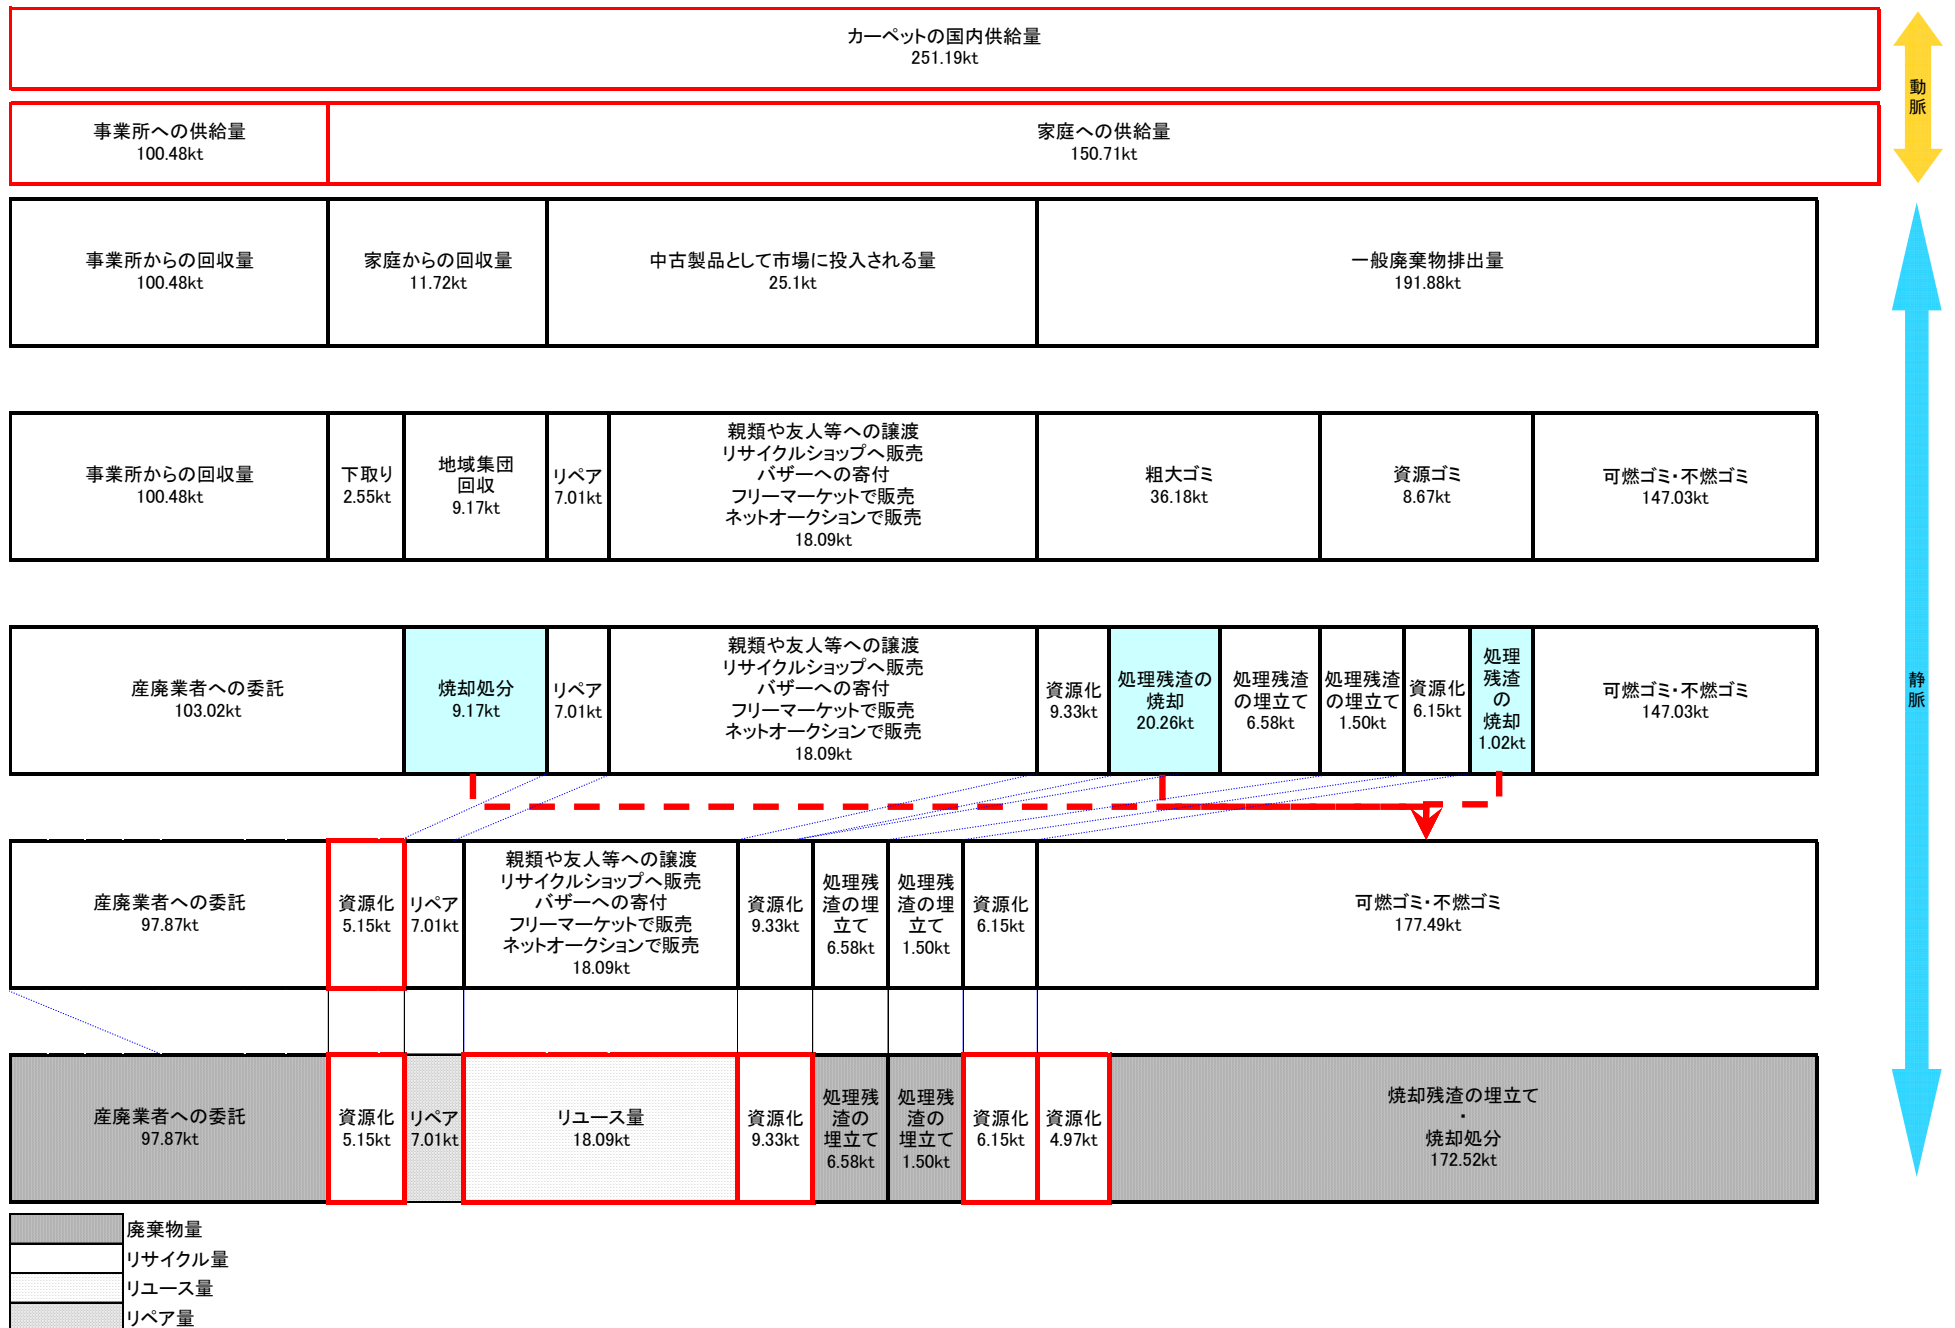 カーペットの国内供給量
251.19kt
動
脈
事業所への供給量
100.48kt
家庭への供給量
150.71kt
事業所からの回収量
100.48kt
家庭からの回収量
11.72kt
中古製品として市場に投入される量
25.1kt
一般廃棄物排出量
191.88kt
事業所からの回収量
100.48kt
下取り
2.55kt
地域集団
回収
9.17kt
リペア
7.01kt
親類や友人等への譲渡
リサイクルショップへ販売
バザーへの寄付
フリーマーケットで販売
ネットオークションで販売
18.09kt
粗大ゴミ
36.18kt
資源ゴミ
8.67kt
可燃ゴミ・不燃ゴミ
147.03kt
静
脈
産廃業者への委託
103.02kt
焼却処分
9.17kt
リペア
7.01kt
親類や友人等への譲渡
リサイクルショップへ販売
バザーへの寄付
フリーマーケットで販売
ネットオークションで販売
18.09kt
資源化
9.33kt
処理残渣の
焼却
20.26kt
処理残渣
の埋立て
6.58kt
処理残渣
の埋立て
1.50kt
資源化
6.15kt
処理
残渣
の
焼却
1.02kt
可燃ゴミ・不燃ゴミ
147.03kt
産廃業者への委託
97.87kt
資源化
5.15kt
リペア
7.01kt
親類や友人等への譲渡
リサイクルショップへ販売
バザーへの寄付
フリーマーケットで販売
ネットオークションで販売
18.09kt
資源化
9.33kt
処理残
渣の埋
立て
6.58kt
処理残
渣の埋
立て
1.50kt
資源化
6.15kt
可燃ゴミ・不燃ゴミ
177.49kt
産廃業者への委託
97.87kt
資源化
5.15kt
リペア
7.01kt
リユース量
18.09kt
資源化
9.33kt
処理残
渣の
埋立て
6.58kt
処理残
渣の
埋立て
1.50kt
資源化
6.15kt
資源化
4.97kt
焼却残渣の埋立て
・
焼却処分
172.52kt
廃棄物量
リサイクル量
リユース量
リペア量